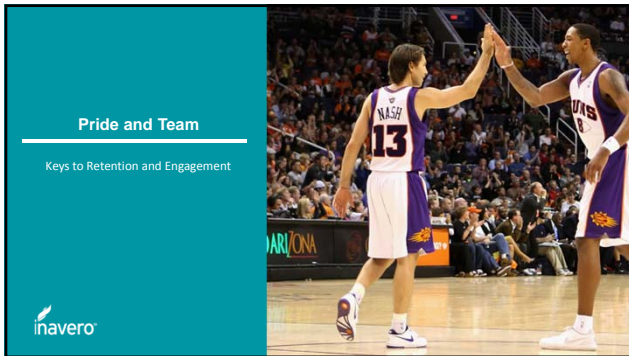 Pride and Team
Keys to Retention and Engagement
inavero
NASH
13
UNS
8
ARIZONA